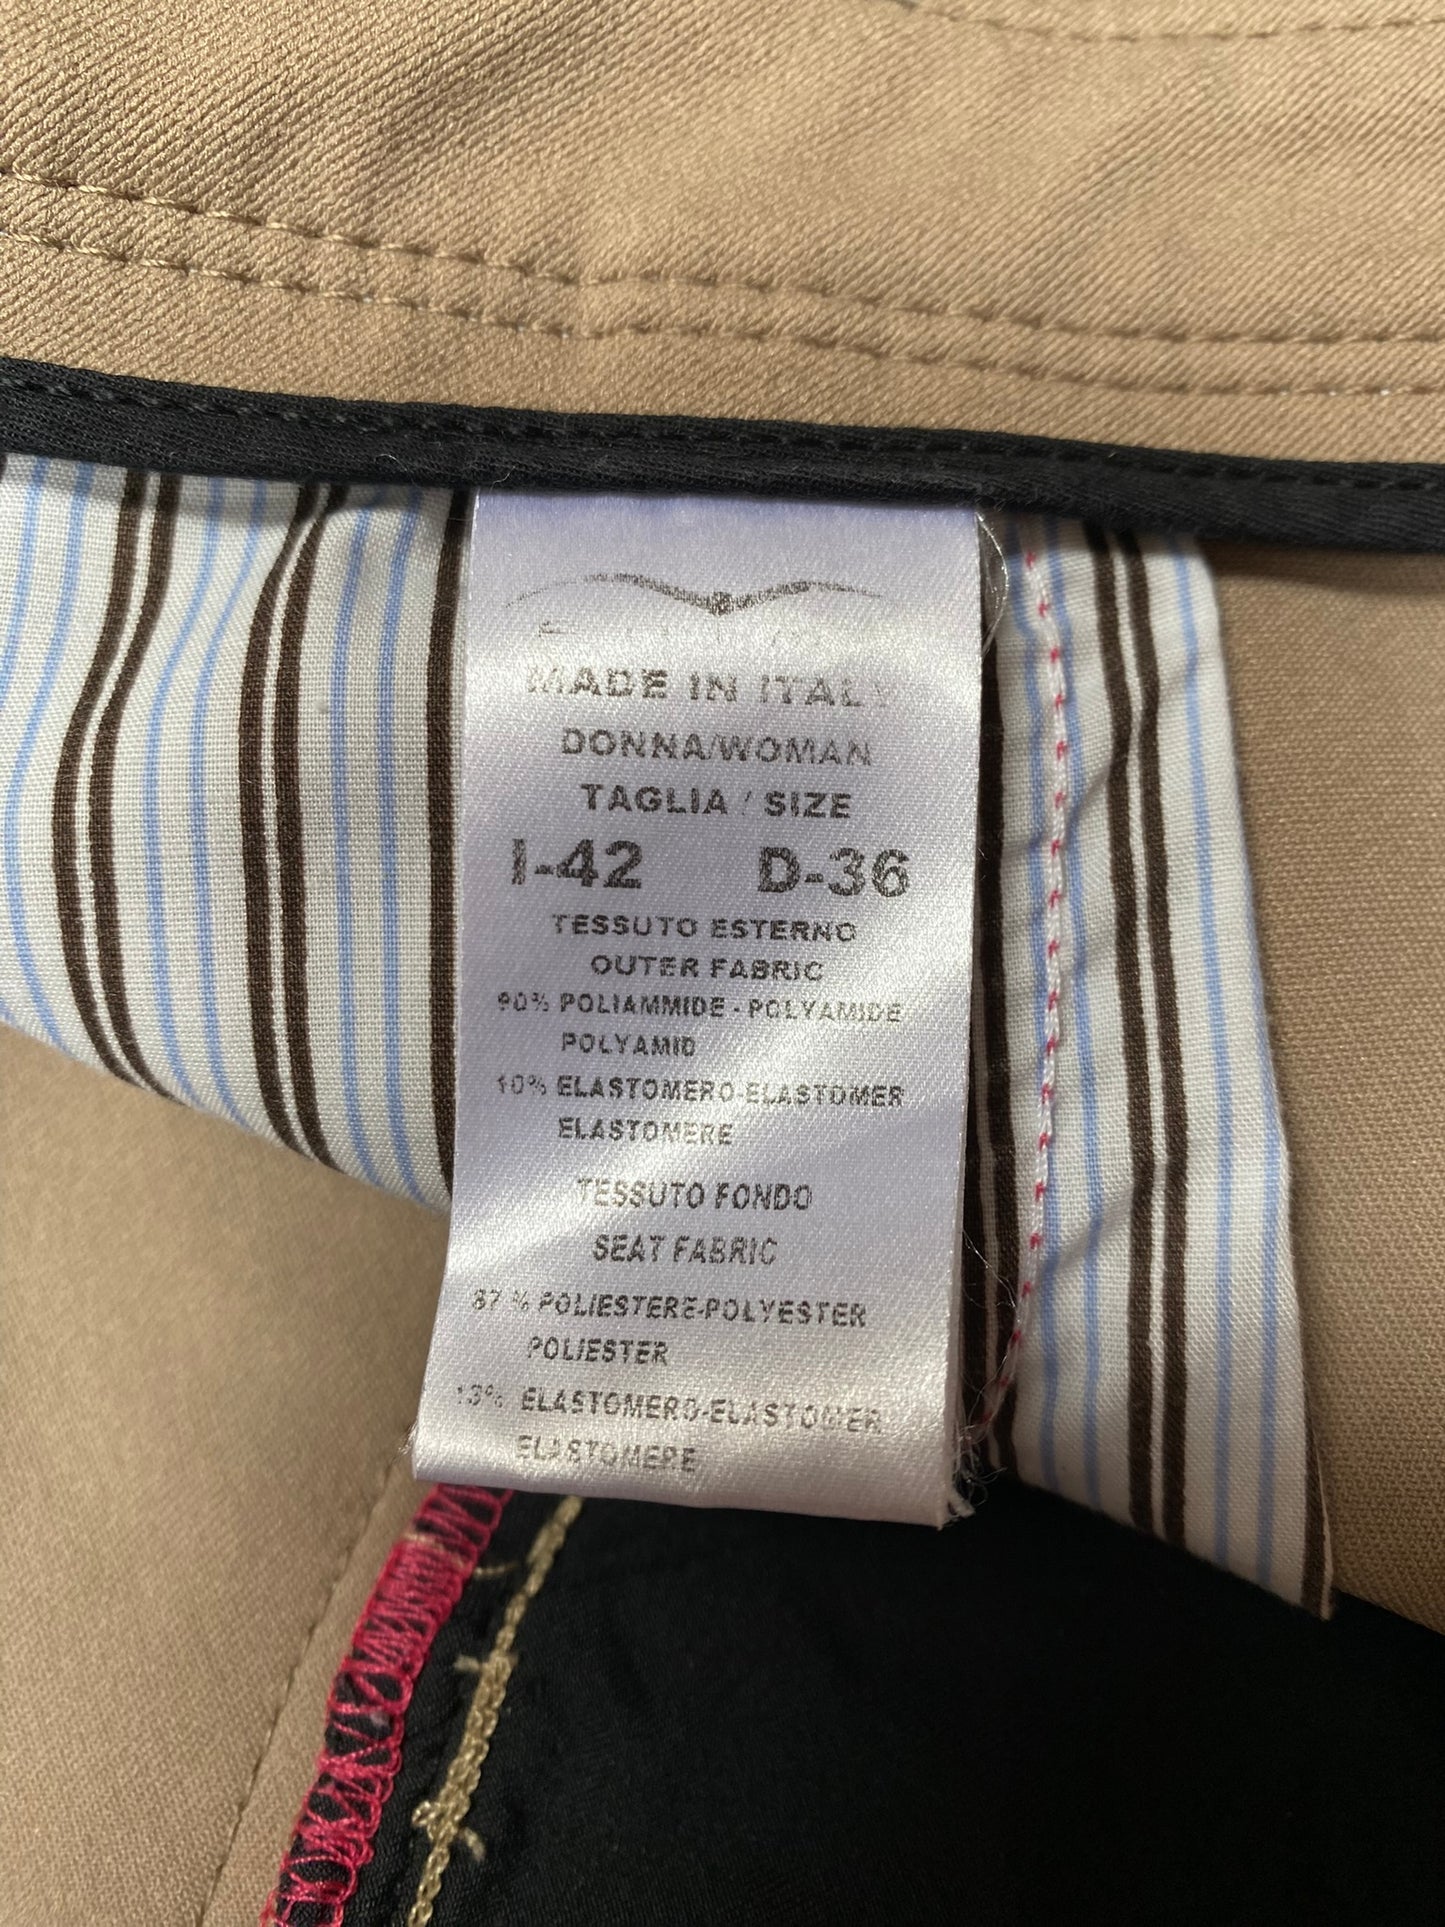 MADE IN ITALY
DONNA/WOMAN
TAGLIA / SIZE
I-42 D-36
TESSUTO ESTERNO
OUTER FABRIC
90% POLIAMMIDE - POLYAMIDE
POLYAMID
10% ELASTOMERO-ELASTOMER
ELASTOMERE
TESSUTO FONDO
SEAT FABRIC
87 % POLIESTERE-POLYESTER
POLIESTER
13% ELASTOMERO-ELASTOMER
ELASTOMERE